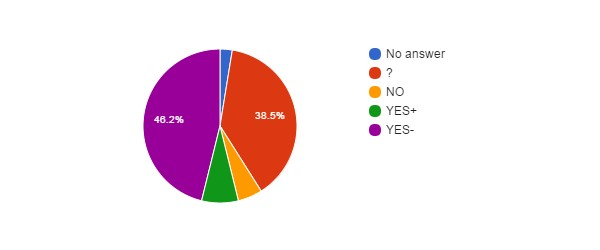 No answer
?
NO
YES+
YES-
46.2%
38.5%